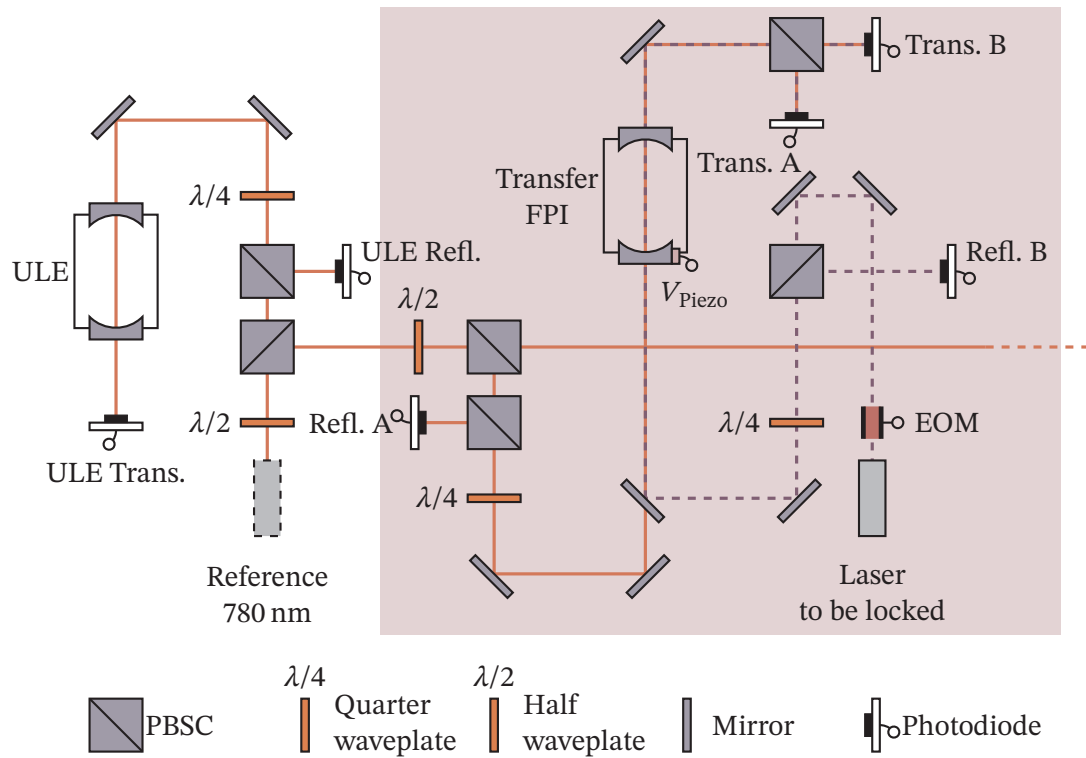 Trans. B
Trans. A
λ/4
Transfer
FPI
ULE
ULE Refl.
Refl. B
V_Piezo
λ/2
λ/2
Refl. A
λ/4
EOM
ULE Trans.
λ/4
Reference
780 nm
Laser
to be locked
λ/4
λ/2
PBSC
Quarter
waveplate
Half
waveplate
Mirror
Photodiode